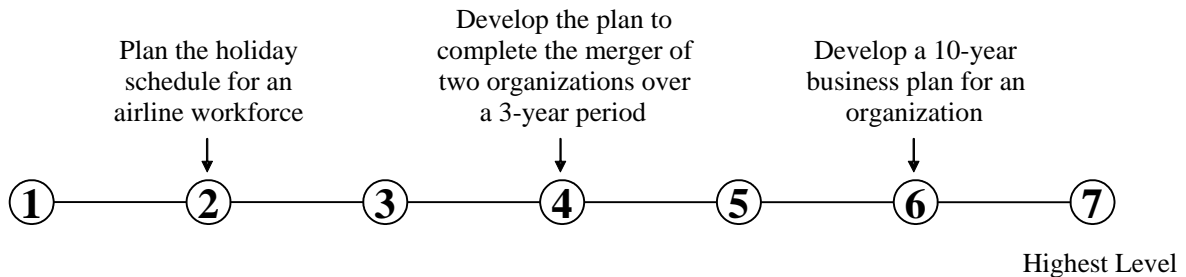 Plan the holiday
schedule for an
airline workforce
Develop the plan to
complete the merger of
two organizations over
a 3-year period
Develop a 10-year
business plan for an
organization
1 2 3 4 5 6 7
Highest Level